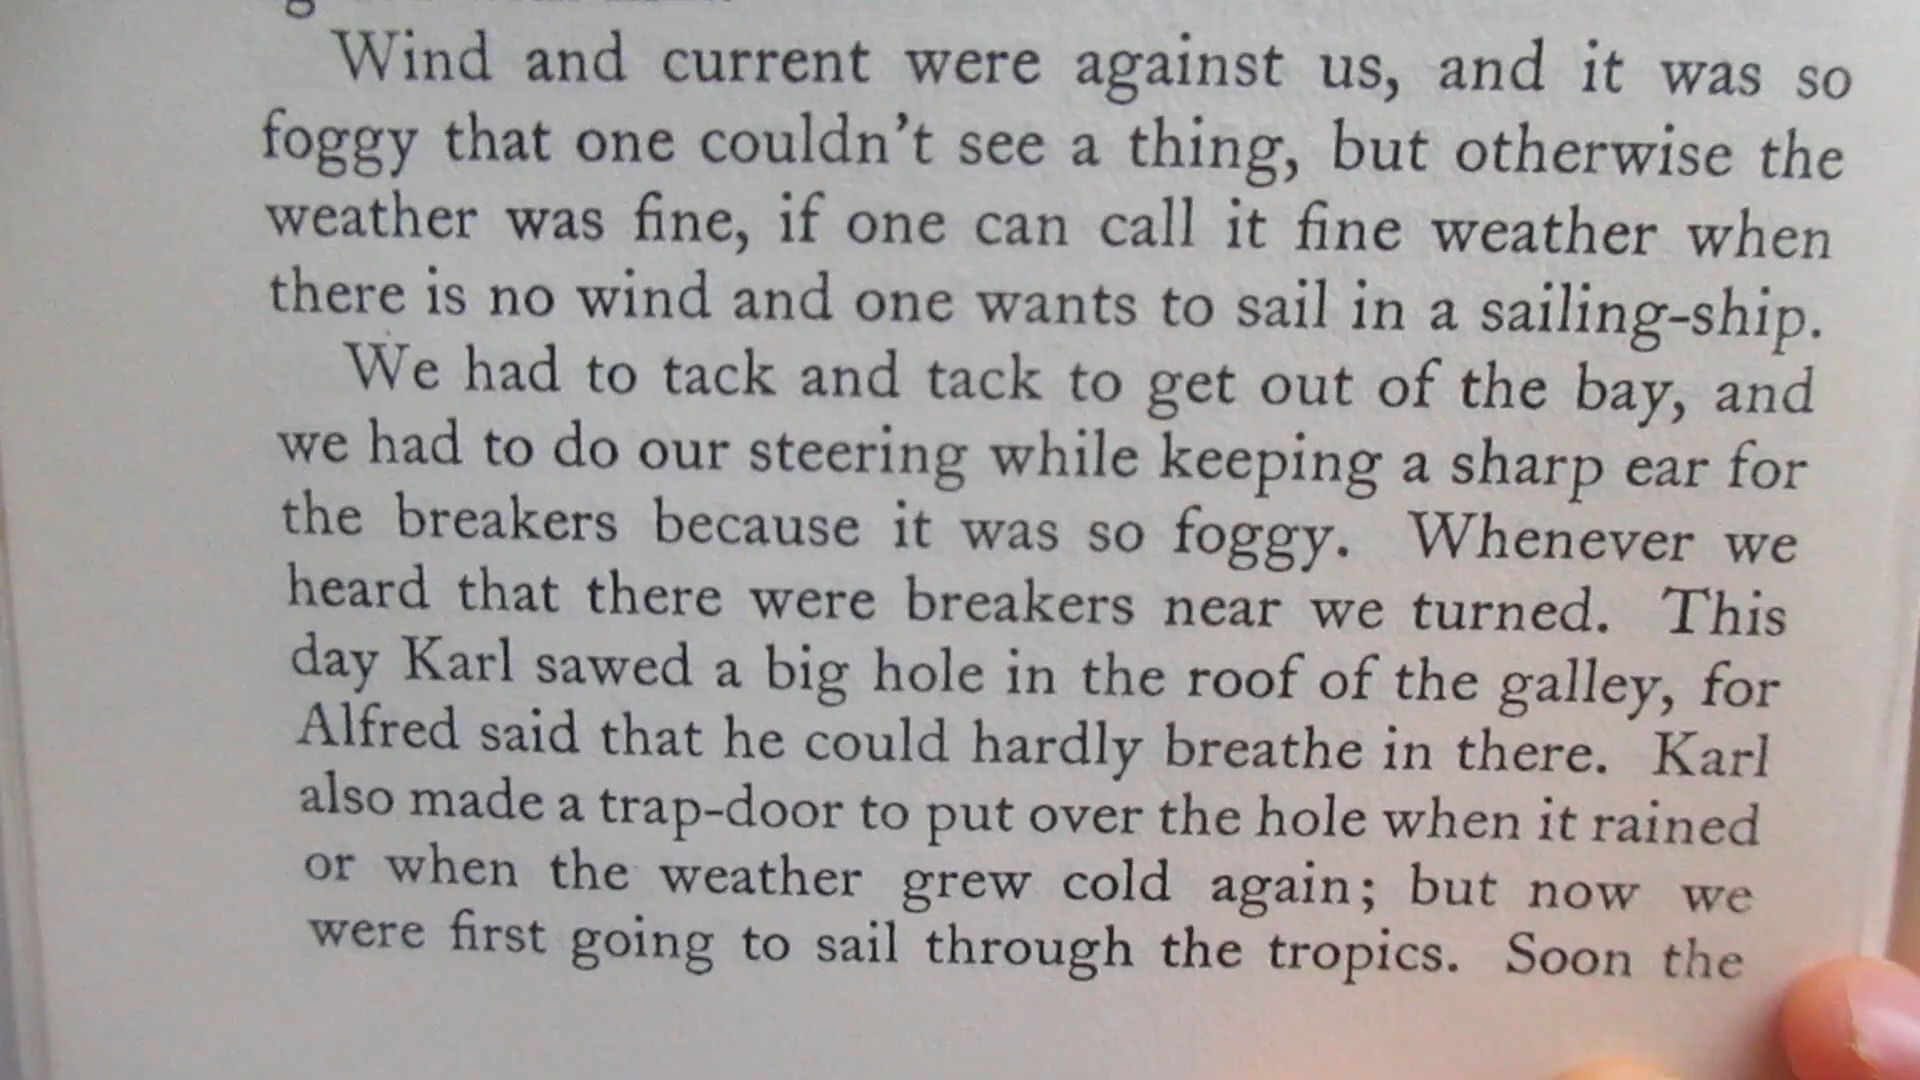 Wind and current were against us, and it was so
foggy that one couldn't see a thing, but otherwise the
weather was fine, if one can call it fine weather when
there is no wind and one wants to sail in a sailing-ship.
We had to tack and tack to get out of the bay, and
we had to do our steering while keeping a sharp ear for
the breakers because it was so foggy. Whenever we
heard that there were breakers near we turned. This
day Karl sawed a big hole in the roof of the galley, for
Alfred said that he could hardly breathe in there. Karl
also made a trap-door to put over the hole when it rained
or when the weather grew cold again; but now we
were first going to sail through the tropics. Soon the